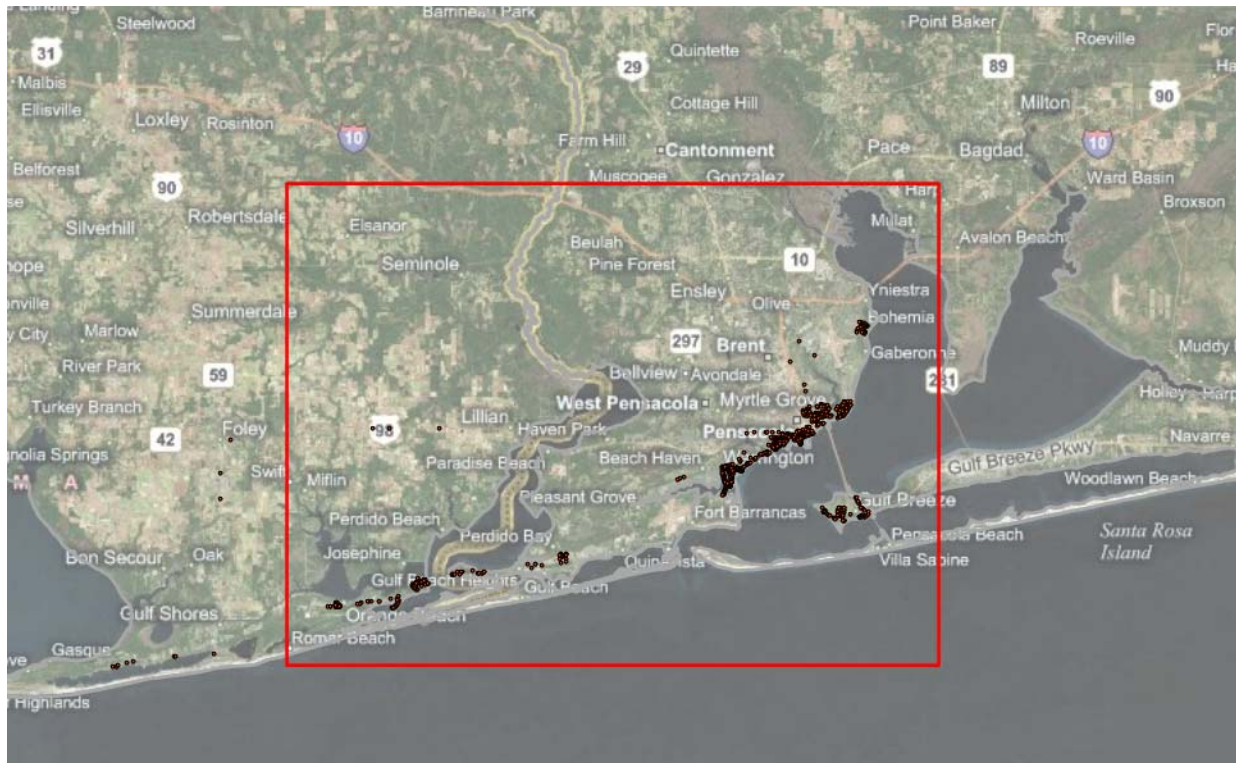 Steelwood
Barrineau Park
Point Baker
Roeville
31
Quintette
29
89
Malbis
90
Ellisville
Cottage Hill
Milton
Loxley
Rosinton
10
Farm Hill
10
Cantonment
Pace
Bagdad
Belforest
90
Muscogee
Gonzalez
Ward Basin
Robertsdale
Broxson
Silverhill
Elsanor
Mulat
Beulah
Avalon Beach
Seminole
Pine Forest
10
Ensley
Yniestra
Summerdale
Olive
Bohemia
Marlow
297
Brent
Gaberonne
River Park
59
Bellview
Avondale
281
Turkey Branch
West Pensacola
Myrtle Grove
Lillian
Foley
98
42
Haven Park
Navarre
Paradise Beach
Beach Haven
Gulf Breeze Pkwy
Miflin
M A
Woodlawn Beach
Pleasant Grove
Gulf Breeze
Fort Barrancas
Perdido Beach
Perdido Bay
Pensacola Beach
Santa Rosa
Island
Bon Secour
Oak
Josephine
Villa Sabine
Gulf Beach Heights
Gulf Beach
Gulf Shores
Orange Beach
Romar Beach
Gasque
Highlands